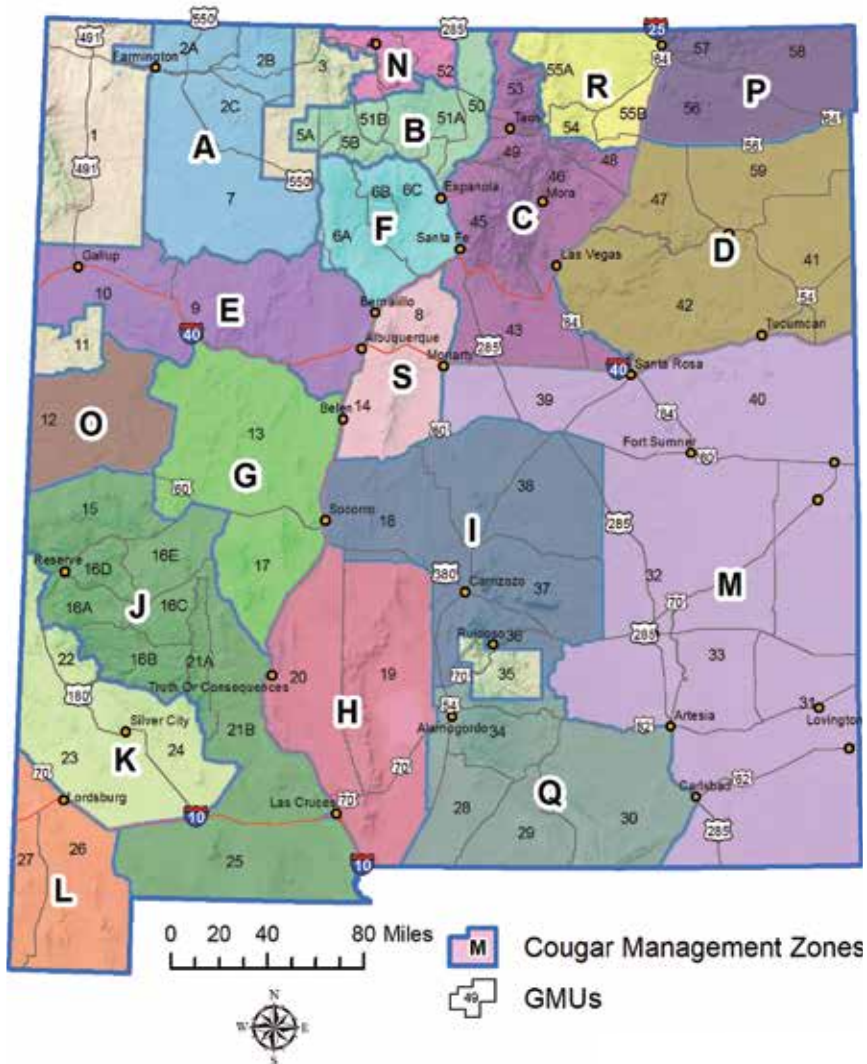 550
285
25
491
2A
2B
3
N
52
57
58
Farmington
55A
64
R
P
53
2C
51B
51A
50
55B
56
5A
5B
B
Taos
54
64
1
A
49
56
491
46
48
59
550
6B
6C
Española
Mora
47
7
C
F
45
6A
Santa Fe
D
41
Gallup
Las Vegas
54
10
9
E
Bernalillo
8
42
43
84
Tucumcari
40
285
11
Albuquerque
Moriarty
40
Santa Rosa
S
12
O
Belen
14
39
40
13
84
G
60
Fort Sumner
60
60
38
15
18
Socorro
I
285
16E
Reserve
16D
17
380
Carrizozo
37
32
M
J
16A
16C
70
Ruidoso
36
285
22
16B
21A
20
19
70
35
33
Truth Or Consequences
180
H
54
31
Silver City
21B
Alamogordo
34
82
Artesia
Lovington
K
24
23
70
70
62
Lordsburg
Las Cruces
70
28
Q
Carlsbad
10
29
30
285
25
10
27
26
L
0 20 40 80 Miles
M Cougar Management Zones
49 GMUs
N
W E
S